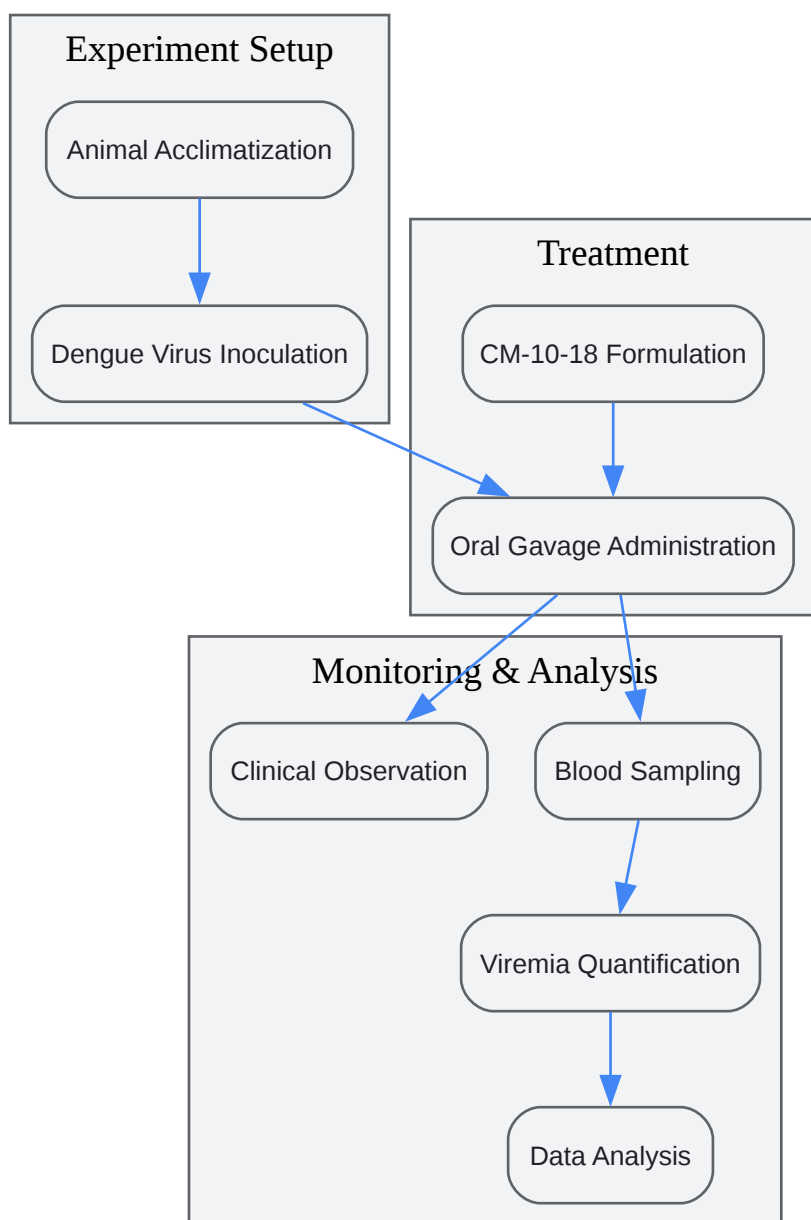 Experiment Setup
Animal Acclimatization
Dengue Virus Inoculation
Treatment
CM-10-18 Formulation
Oral Gavage Administration
Monitoring & Analysis
Clinical Observation
Blood Sampling
Viremia Quantification
Data Analysis